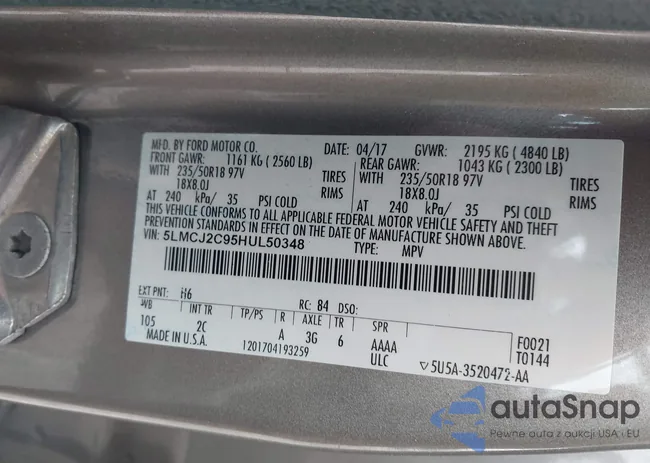 MFD. BY FORD MOTOR CO. DATE: 04/17 GVWR: 2195 KG ( 4840 LB)
FRONT GAWR: 1161 KG ( 2560 LB) REAR GAWR: 1043 KG ( 2300 LB)
WITH 235/50R18 97V TIRES WITH 235/50R18 97V TIRES
18X8.0J RIMS 18X8.0J RIMS
AT 240 kPa/ 35 PSI COLD AT 240 kPa/ 35 PSI COLD
THIS VEHICLE CONFORMS TO ALL APPLICABLE FEDERAL MOTOR VEHICLE SAFETY AND THEFT
PREVENTION STANDARDS IN EFFECT ON THE DATE OF MANUFACTURE SHOWN ABOVE.
VIN: 5LMCJ2C95HUL50348 TYPE: MPV
EXT PNT: H6 RC: 84 DSO:
WB INT TR TP/PS R AXLE TR SPR
105 2C A 3G 6 AAAA F0021
MADE IN U.S.A. 1201704193259 ULC T0144
▽ 5U5A-3520472-AA
autaSnap
Pewne auta z aukcji USA i EU